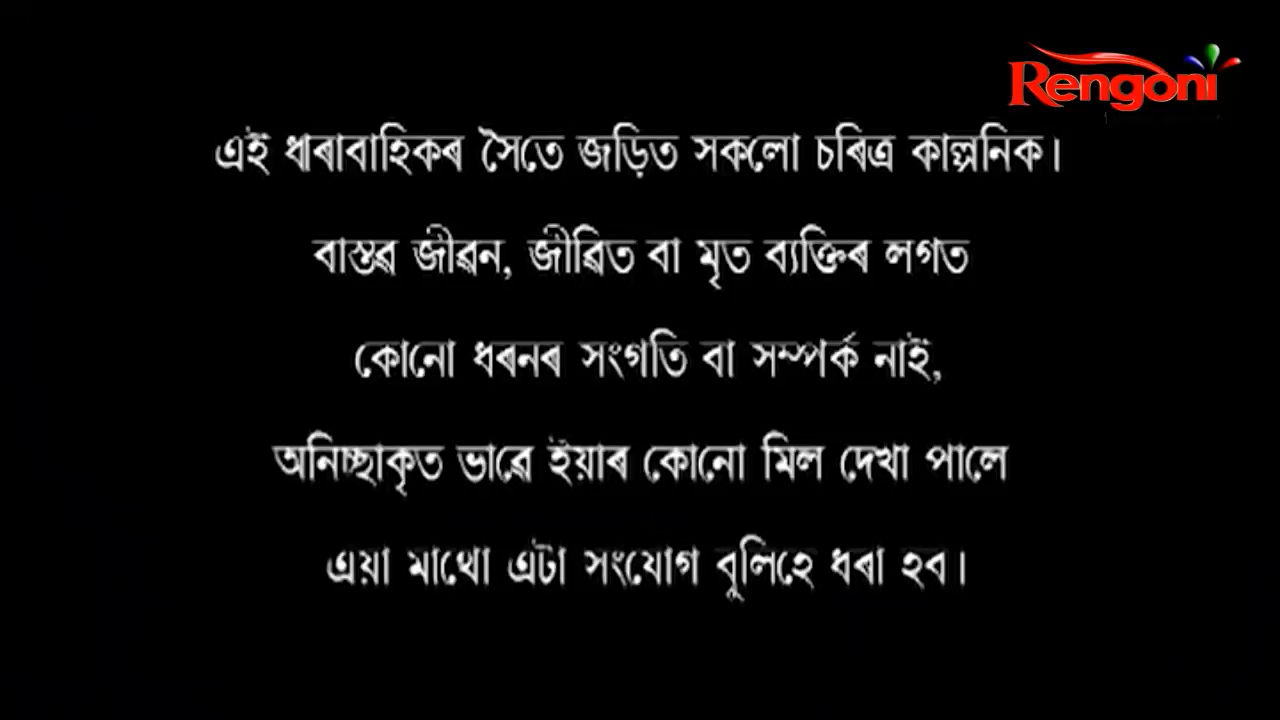 Rengoni
এই ধাৰাবাহিকৰ সৈতে জড়িত সকলো চৰিত্ৰ কাল্পনিক।
বাস্তৱ জীৱন, জীৱিত বা মৃত ব্যক্তিৰ লগত
কোনো ধৰনৰ সংগতি বা সম্পৰ্ক নাই,
অনিচ্ছাকৃত ভাৱে ইয়াৰ কোনো মিল দেখা পালে
এয়া মাথো এটা সংযোগ বুলিহে ধৰা হব।